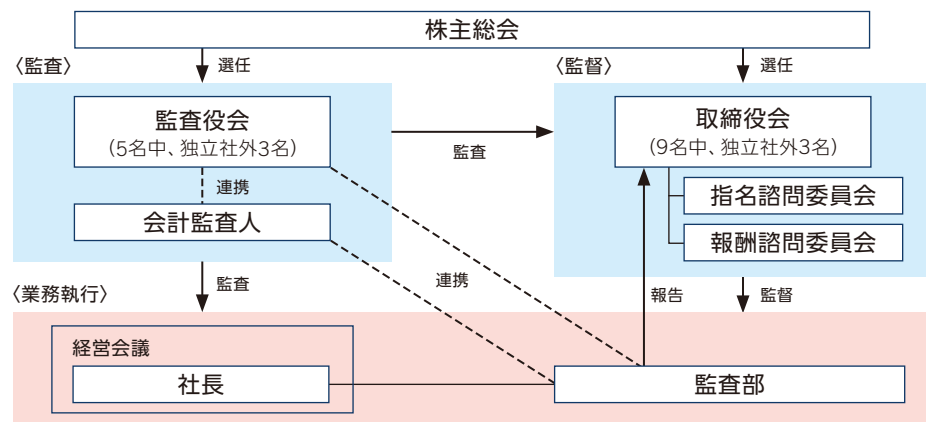 株主総会
〈監査〉
選任
〈監督〉
選任
監査役会
(5名中、独立社外3名)
監査
取締役会
(9名中、独立社外3名)
連携
指名諮問委員会
会計監査人
報酬諮問委員会
〈業務執行〉
監査
連携
報告
監督
経営会議
社長
監査部